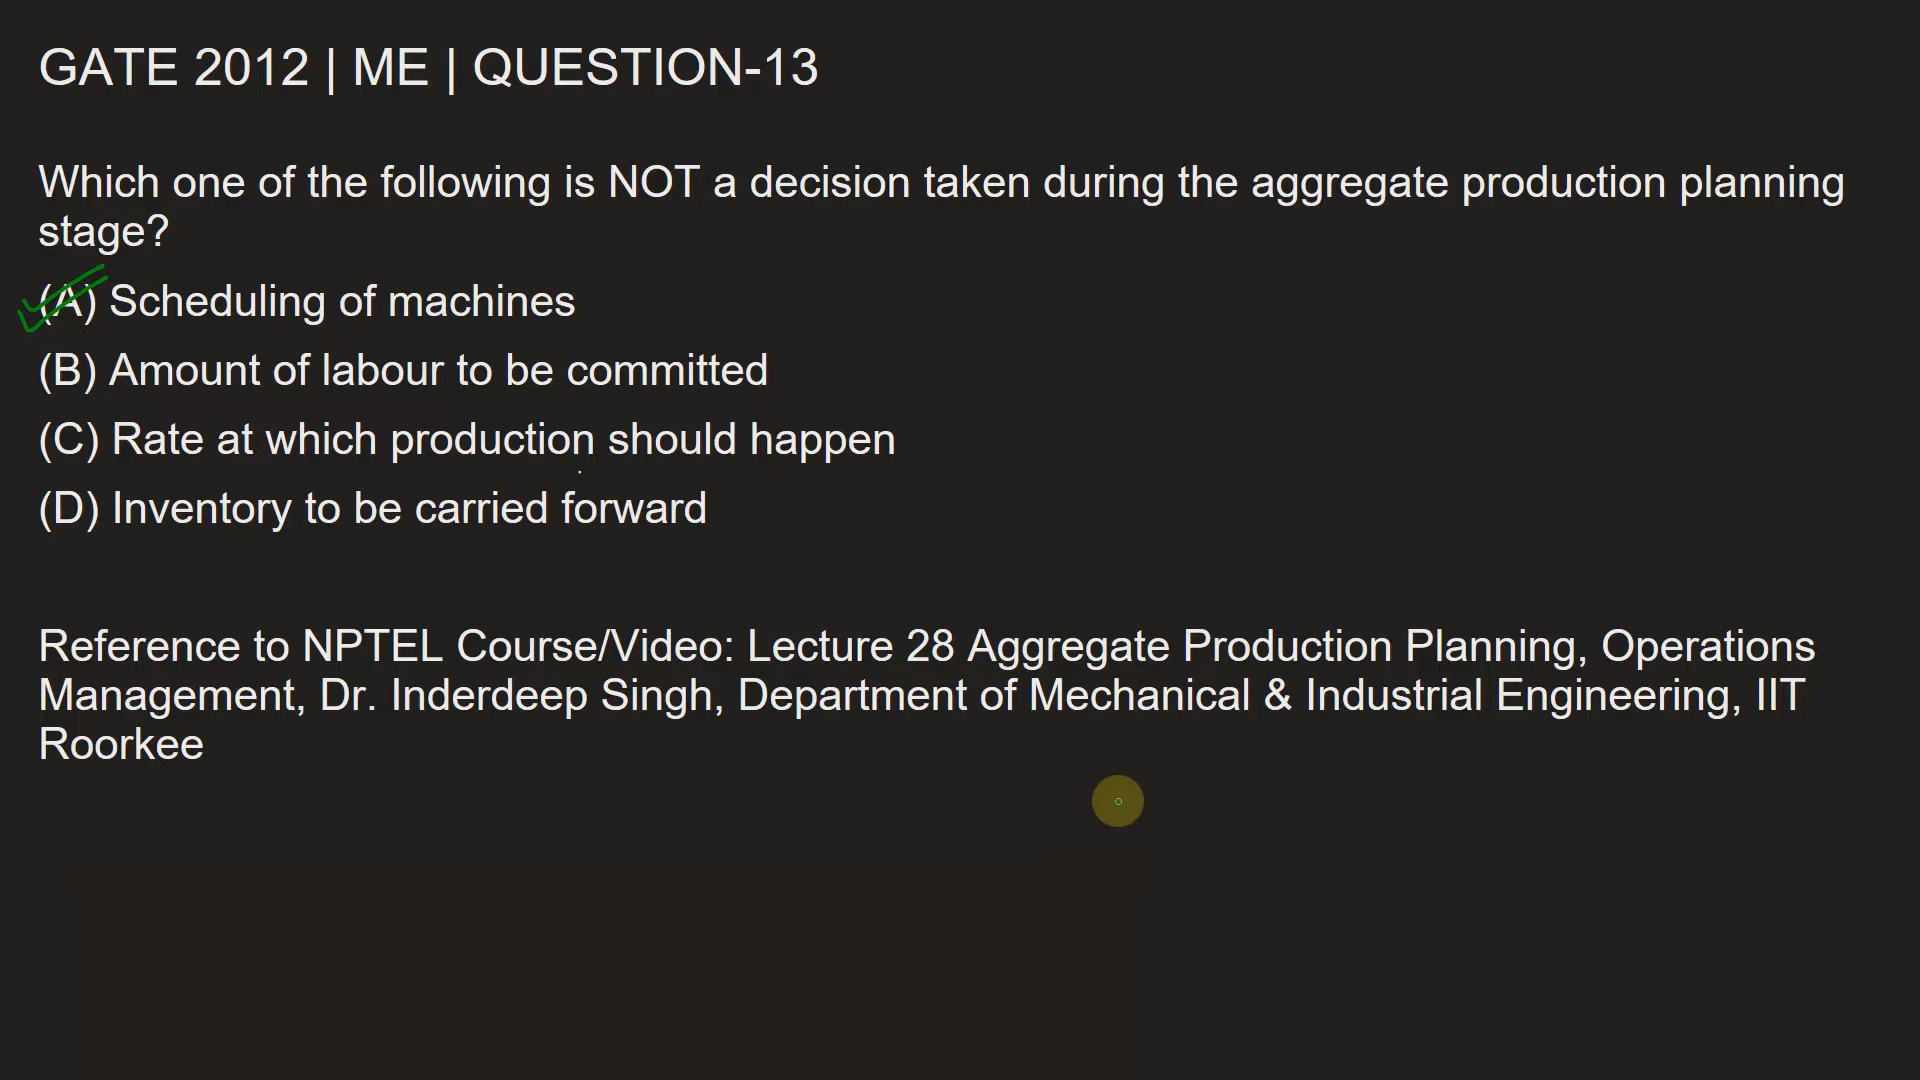 GATE 2012 | ME | QUESTION-13
Which one of the following is NOT a decision taken during the aggregate production planning
stage?
(A) Scheduling of machines
(B) Amount of labour to be committed
(C) Rate at which production should happen
(D) Inventory to be carried forward
Reference to NPTEL Course/Video: Lecture 28 Aggregate Production Planning, Operations
Management, Dr. Inderdeep Singh, Department of Mechanical & Industrial Engineering, IIT
Roorkee